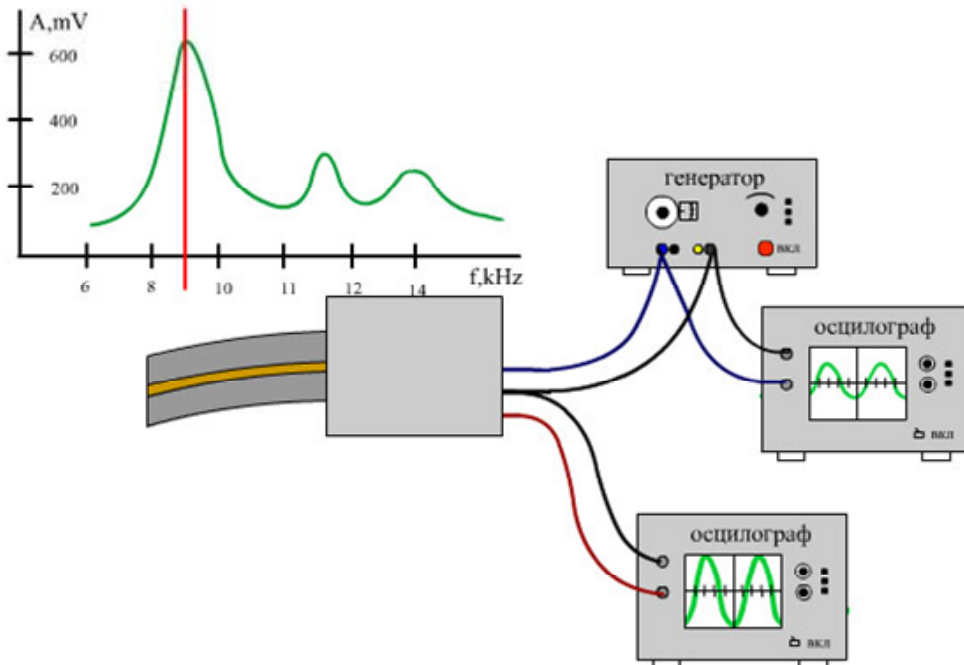 A,mV
600
400
200
6 8 10 11 12 14
f,kHz
генератор
вкл
осцилограф
вкл
осцилограф
вкл